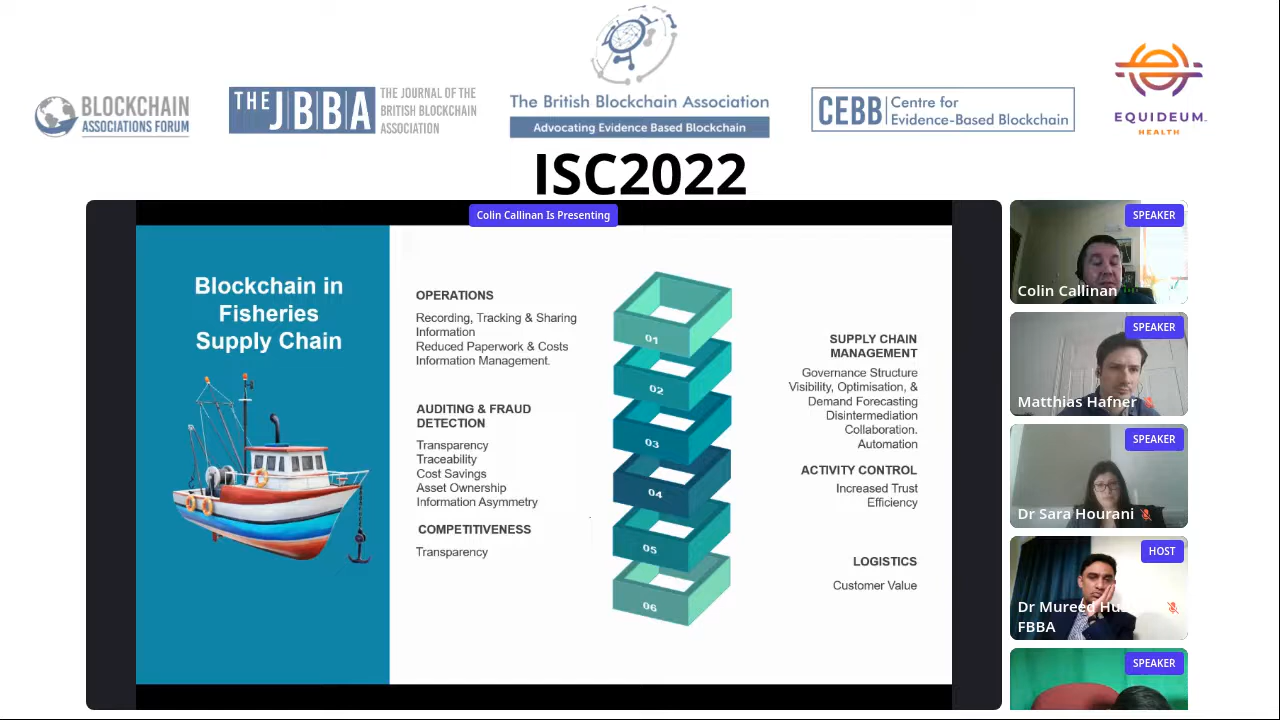 BLOCKCHAIN
ASSOCIATIONS FORUM
THE JBBA
THE JOURNAL OF THE
BRITISH BLOCKCHAIN
ASSOCIATION
The British Blockchain Association
Advocating Evidence Based Blockchain
CEBB
Centre for
Evidence-Based Blockchain
EQUIDEUM
HEALTH
ISC2022
Colin Callinan Is Presenting
Blockchain in
Fisheries
Supply Chain
OPERATIONS
Recording, Tracking & Sharing
Information
Reduced Paperwork & Costs
Information Management.
AUDITING & FRAUD
DETECTION
Transparency
Traceability
Cost Savings
Asset Ownership
Information Asymmetry
COMPETITIVENESS
Transparency
01
02
03
04
05
06
SUPPLY CHAIN
MANAGEMENT
Governance Structure
Visibility, Optimisation, &
Demand Forecasting
Disintermediation
Collaboration.
Automation
ACTIVITY CONTROL
Increased Trust
Efficiency
LOGISTICS
Customer Value
SPEAKER
Colin Callinan
SPEAKER
Matthias Hafner
SPEAKER
Dr Sara Hourani
HOST
Dr Mureed
FBBA
SPEAKER